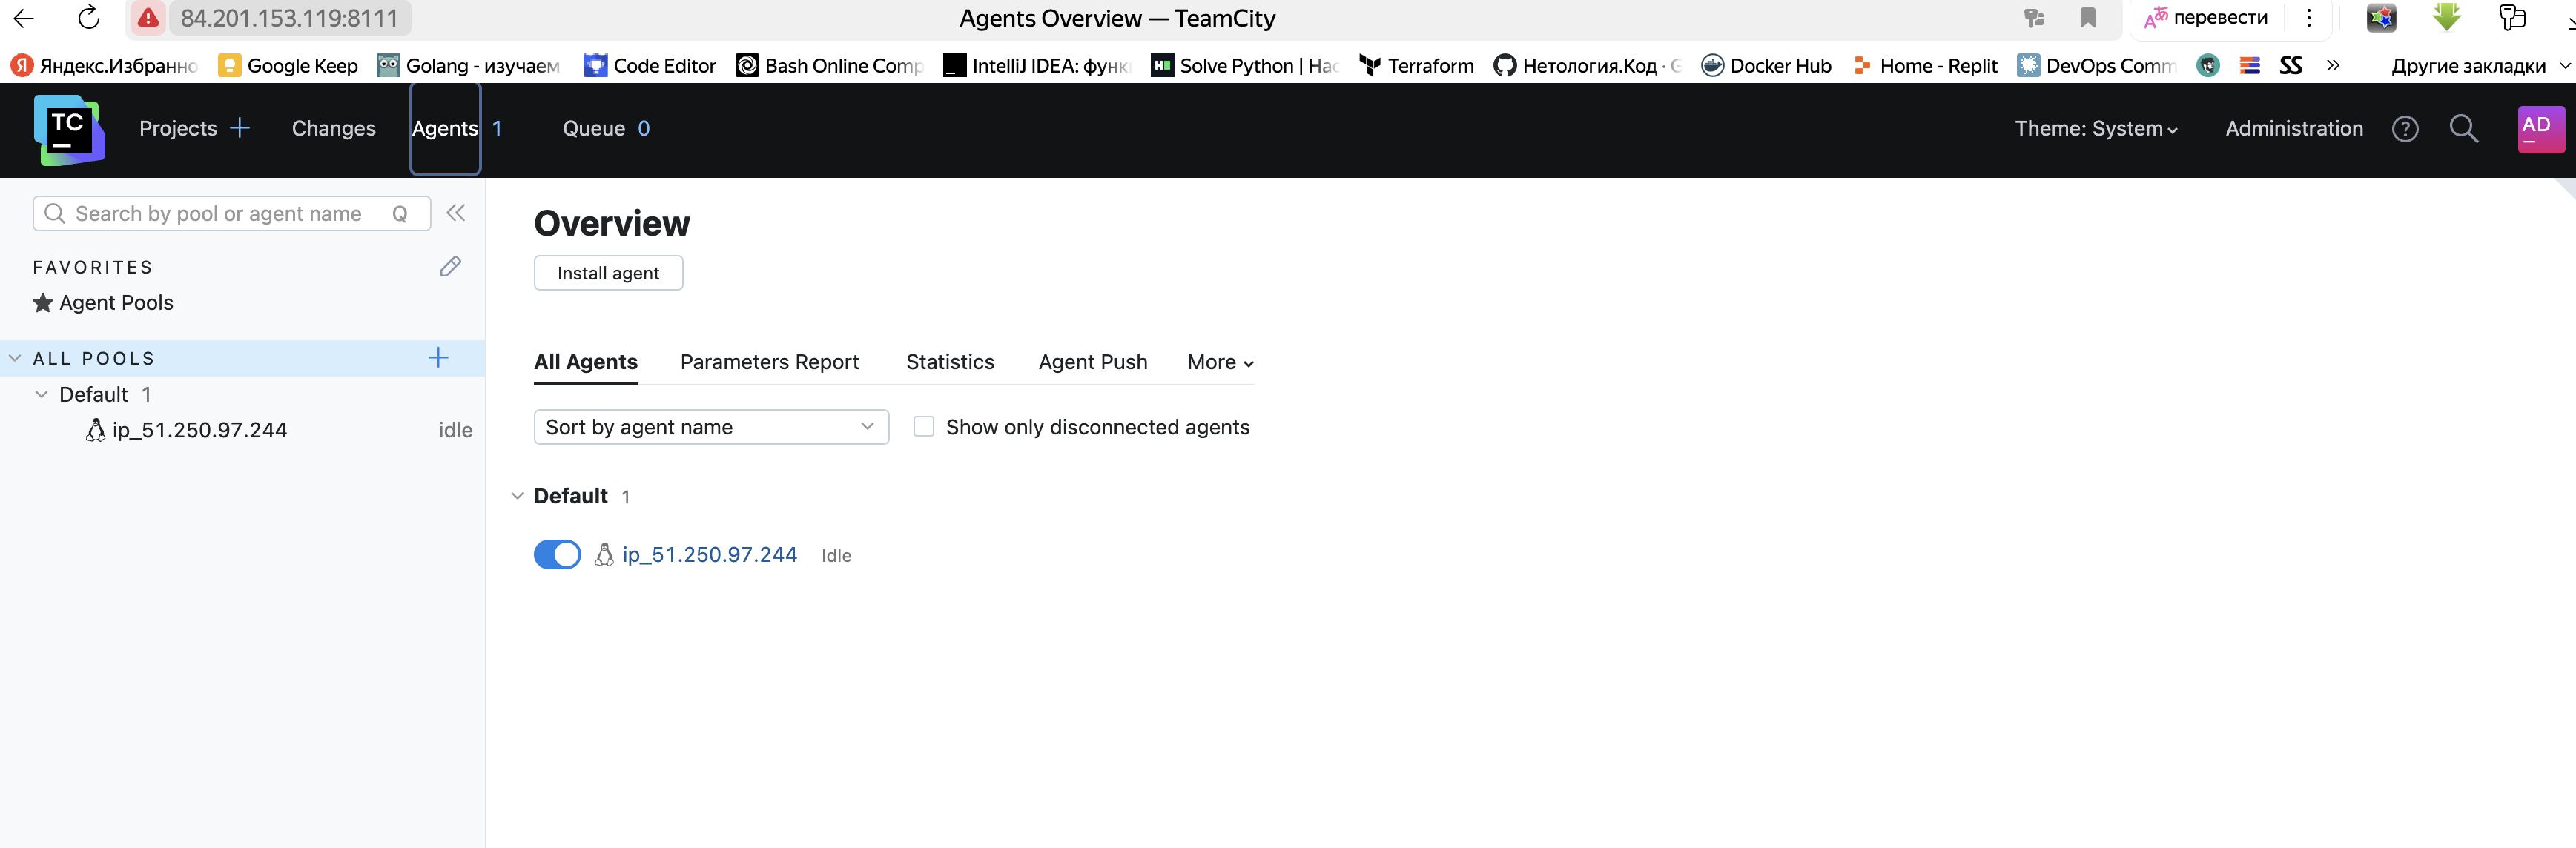 84.201.153.119:8111 Agents Overview — TeamCity перевести
Яндекс.Избранно Google Keep Golang - изучаем Code Editor Bash Online Comp IntelliJ IDEA: функ Solve Python | Hac Terraform Нетология.Код · G Docker Hub Home - Replit DevOps Comm SS » Другие закладки
TC Projects Changes Agents 1 Queue 0 Theme: System Administration ? AD
Search by pool or agent name Q
FAVORITES
Agent Pools
ALL POOLS
Default 1
ip_51.250.97.244 idle
Overview
Install agent
All Agents Parameters Report Statistics Agent Push More
Sort by agent name Show only disconnected agents
Default 1
ip_51.250.97.244 Idle